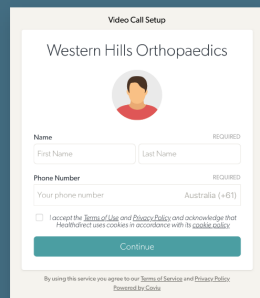 Video Call Setup
Western Hills Orthopaedics
Name REQUIRED
First Name Last Name
Phone Number REQUIRED
Your phone number Australia (+61)
I accept the Terms of Use and Privacy Policy and acknowledge that
Healthdirect uses cookies in accordance with its cookie policy
Continue
By using this service you agree to our Terms of Service and Privacy Policy
Powered by Coviu